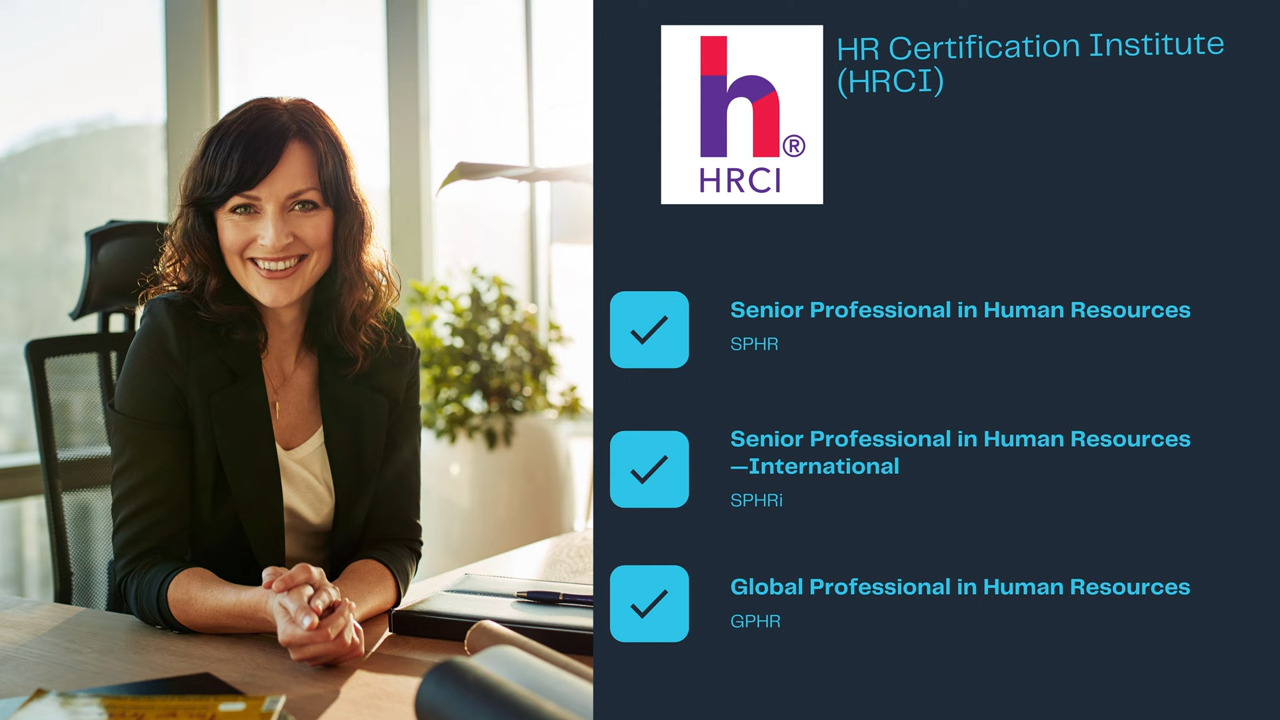 h®
HRCI
HR Certification Institute
(HRCI)
Senior Professional in Human Resources
SPHR
Senior Professional in Human Resources
—International
SPHRi
Global Professional in Human Resources
GPHR